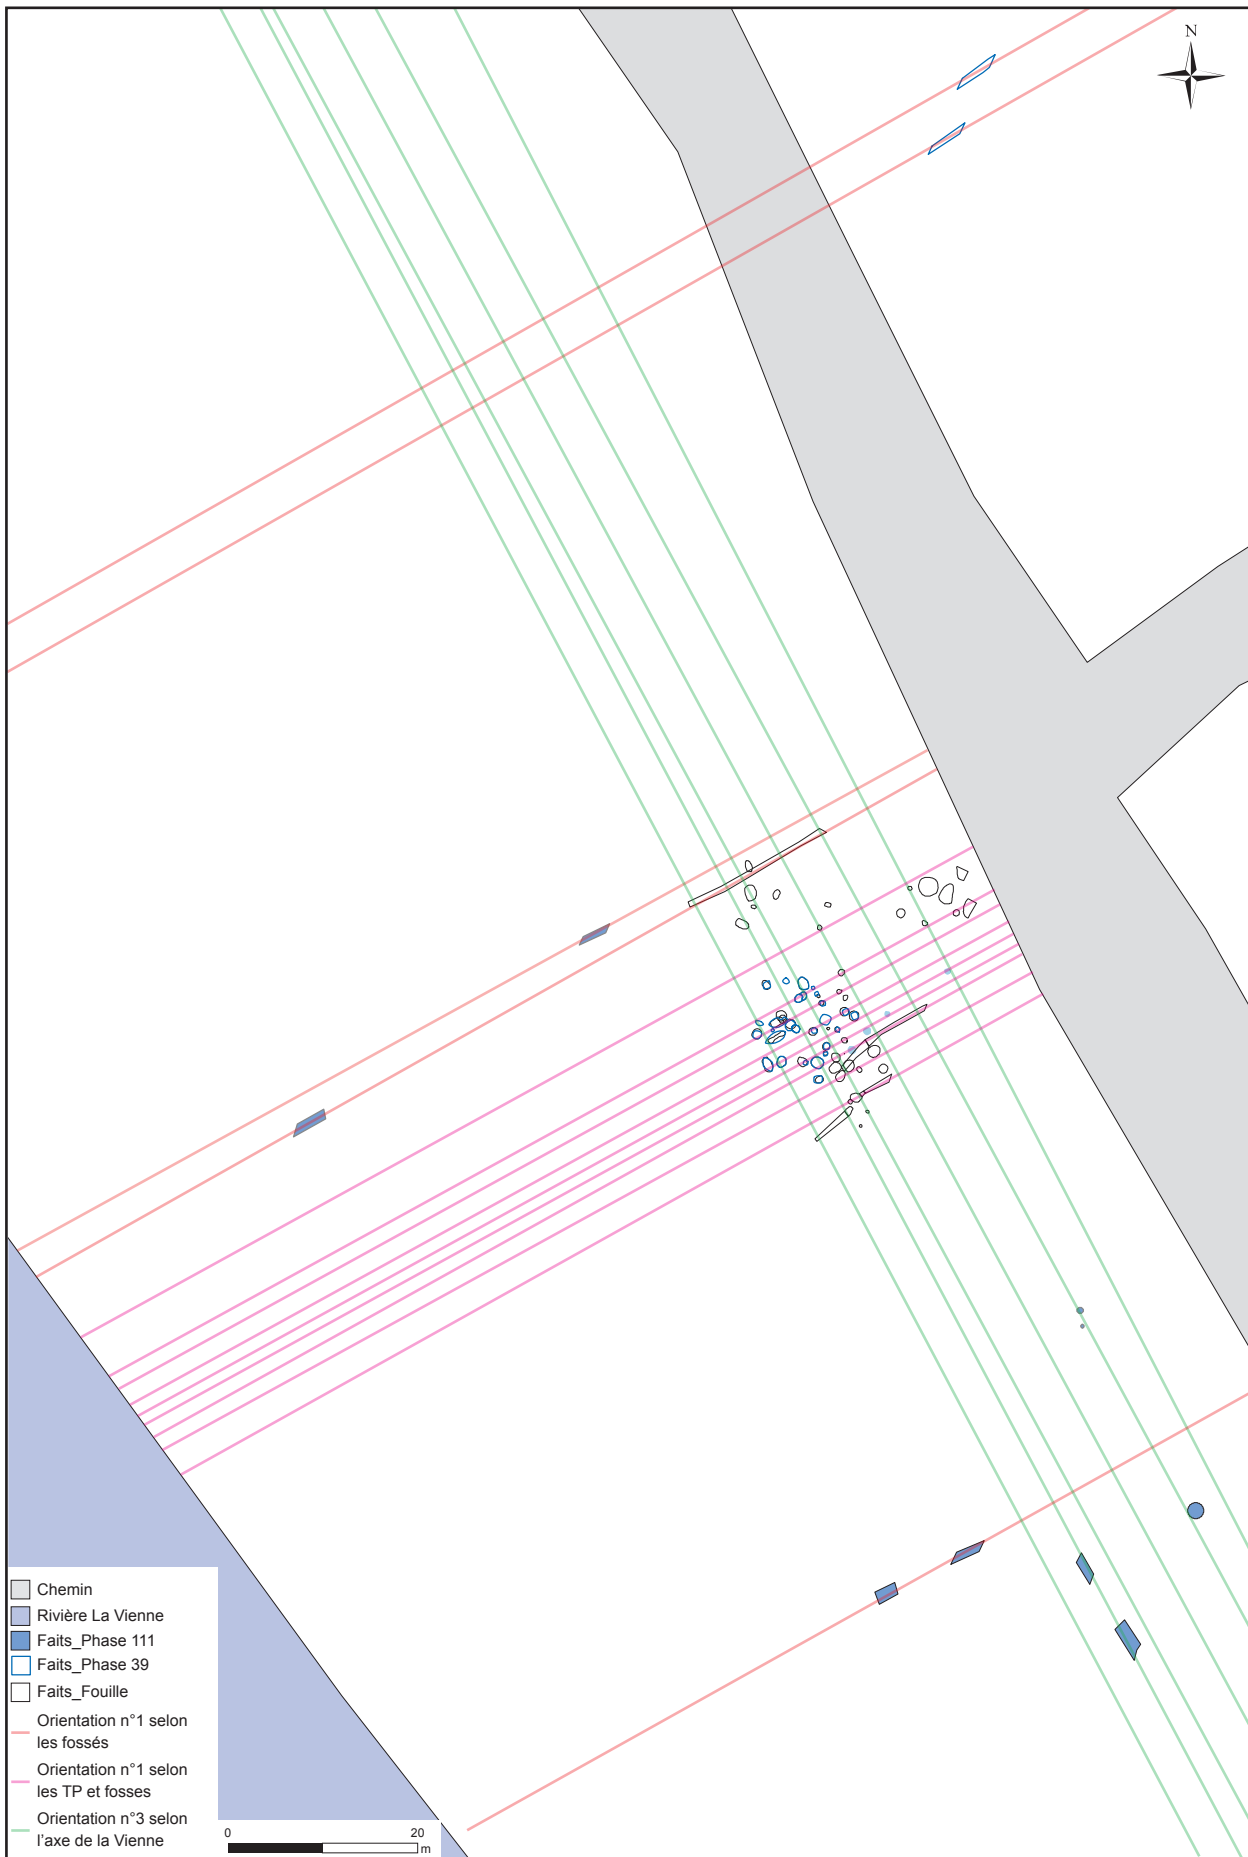 N
Chemin
Rivière La Vienne
Faits_Phase 111
Faits_Phase 39
Faits_Fouille
Orientation n°1 selon
les fossés
Orientation n°1 selon
les TP et fosses
Orientation n°3 selon
l'axe de la Vienne
0 20
m